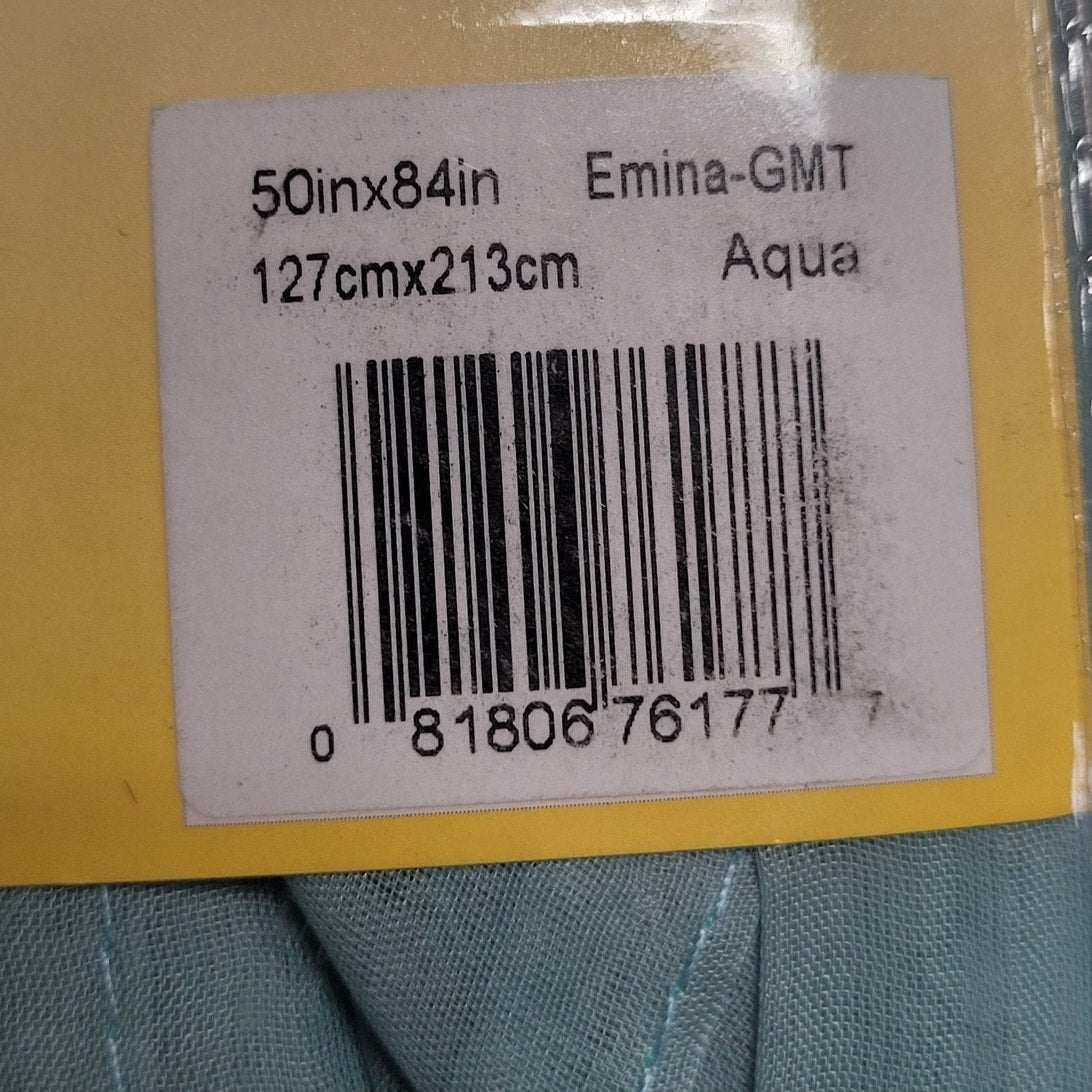 50inx84in Emina-GMT
127cmx213cm Aqua
0 81806 76177 7